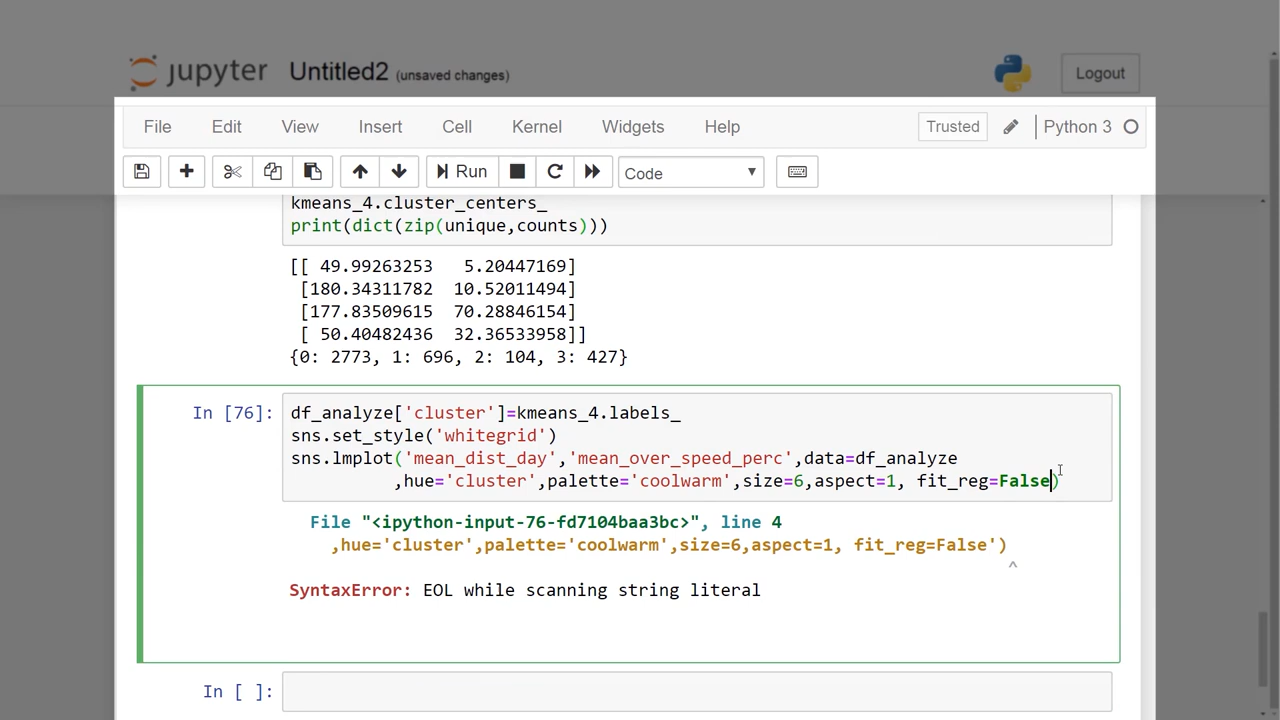 jupyter Untitled2 (unsaved changes) Logout
File Edit View Insert Cell Kernel Widgets Help Trusted Python 3
Run Code
kmeans_4.cluster_centers_
print(dict(zip(unique,counts)))
[[ 49.99263253   5.20447169]
[180.34311782  10.52011494]
[177.83509615  70.28846154]
[ 50.40482436  32.36533958]]
{0: 2773, 1: 696, 2: 104, 3: 427}
In [76]: df_analyze['cluster']=kmeans_4.labels_
sns.set_style('whitegrid')
sns.lmplot('mean_dist_day','mean_over_speed_perc',data=df_analyze
,hue='cluster',palette='coolwarm',size=6,aspect=1, fit_reg=False)
File "<ipython-input-76-fd7104baa3bc>", line 4
,hue='cluster',palette='coolwarm',size=6,aspect=1, fit_reg=False')
^
SyntaxError: EOL while scanning string literal
In [ ]: